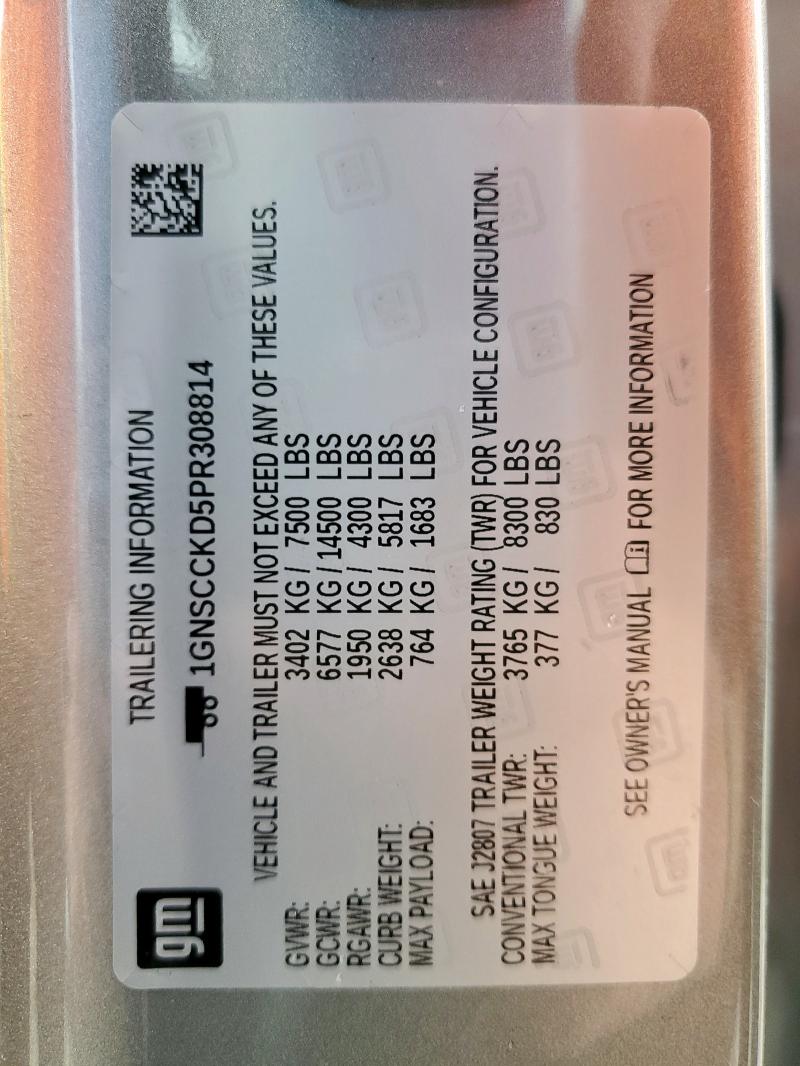 gm
TRAILERING INFORMATION
1GNSCCKD5PR308814
VEHICLE AND TRAILER MUST NOT EXCEED ANY OF THESE VALUES.
GVWR: 3402 KG / 7500 LBS
GCWR: 6577 KG / 14500 LBS
RGAWR: 1950 KG / 4300 LBS
CURB WEIGHT: 2638 KG / 5817 LBS
MAX PAYLOAD: 764 KG / 1683 LBS
SAE J2807 TRAILER WEIGHT RATING (TWR) FOR VEHICLE CONFIGURATION.
CONVENTIONAL TWR: 3765 KG / 8300 LBS
MAX TONGUE WEIGHT: 377 KG / 830 LBS
SEE OWNER'S MANUAL FOR MORE INFORMATION